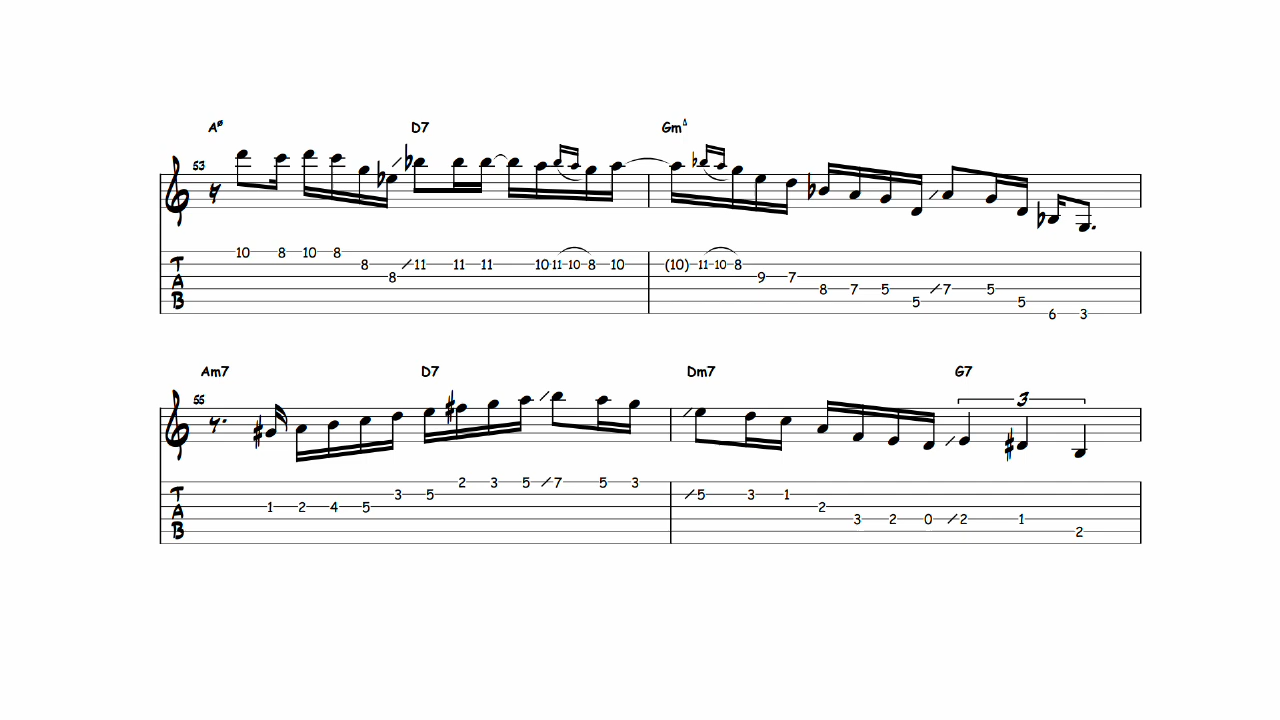 Aø D7 GmΔ
53
10 8 10 8 8 8 11 11 11 10 11 10 8 10 (10) 11 10 8 9 7 8 7 5 5 7 5 5 6 3
T
A
B
Am7 D7 Dm7 G7
55 3
1 2 4 5 3 5 2 3 5 7 5 3 5 3 1 2 3 2 0 2 1 2
T
A
B